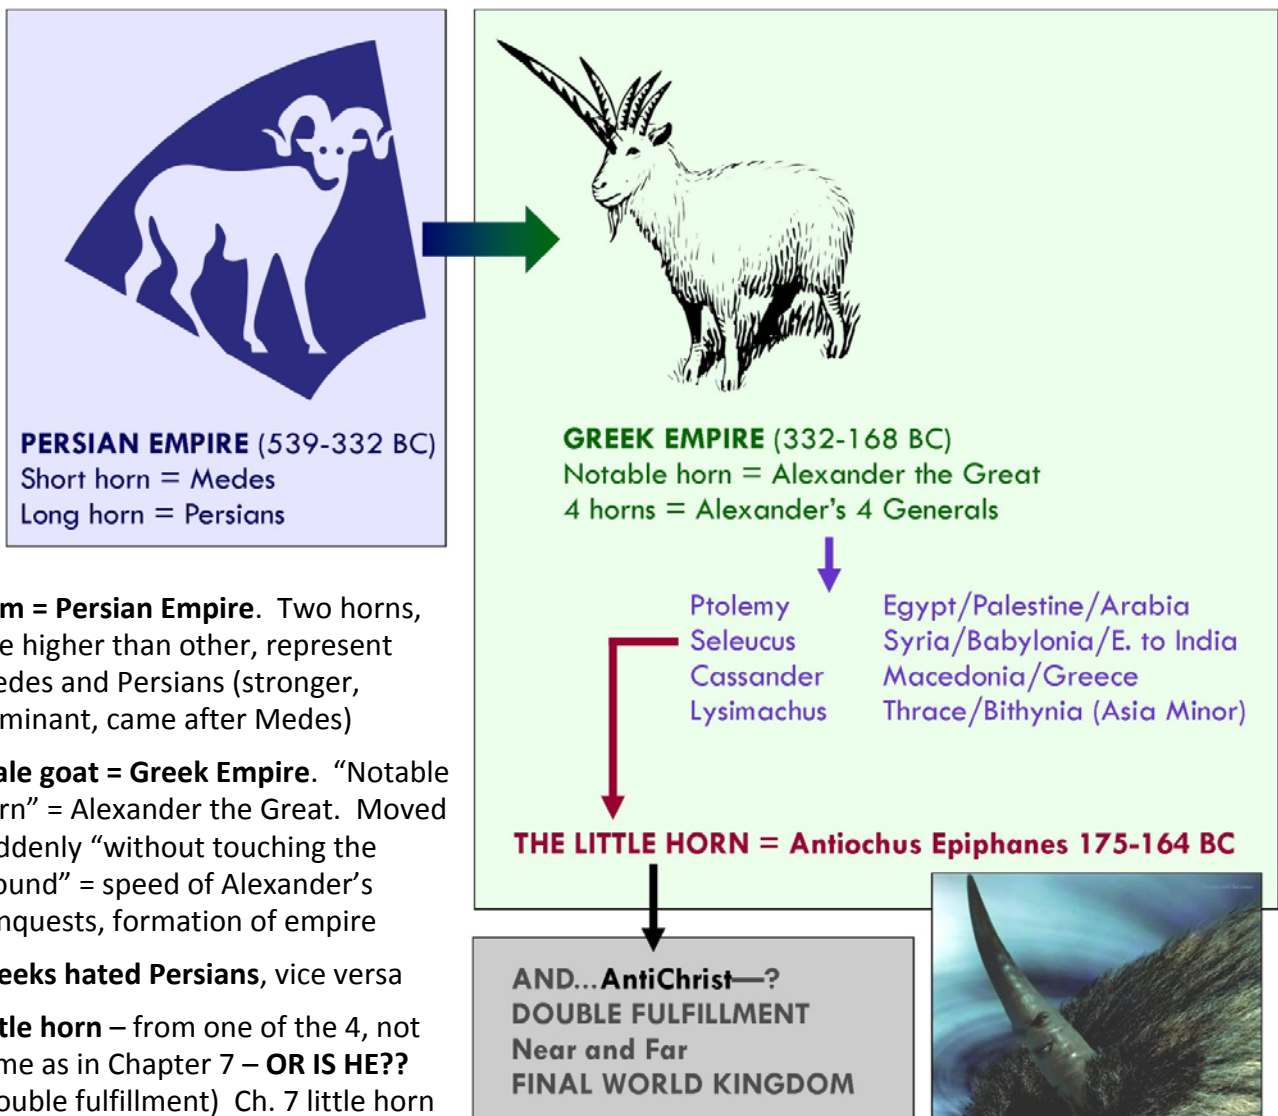 PERSIAN EMPIRE (539-332 BC)
Short horn = Medes
Long horn = Persians
GREEK EMPIRE (332-168 BC)
Notable horn = Alexander the Great
4 horns = Alexander's 4 Generals
Ptolemy Egypt/Palestine/Arabia
Seleucus Syria/Babylonia/E. to India
Cassander Macedonia/Greece
Lysimachus Thrace/Bithynia (Asia Minor)
THE LITTLE HORN = Antiochus Epiphanes 175-164 BC
AND...AntiChrist—?
DOUBLE FULFILLMENT
Near and Far
FINAL WORLD KINGDOM
m = Persian Empire. Two horns,
e higher than other, represent
edes and Persians (stronger,
minant, came after Medes)
ale goat = Greek Empire. “Notable
rn” = Alexander the Great. Moved
ddenly “without touching the
ound” = speed of Alexander’s
nquests, formation of empire
eeks hated Persians, vice versa
tle horn – from one of the 4, not
me as in Chapter 7 – OR IS HE??
ouble fulfillment) Ch. 7 little horn